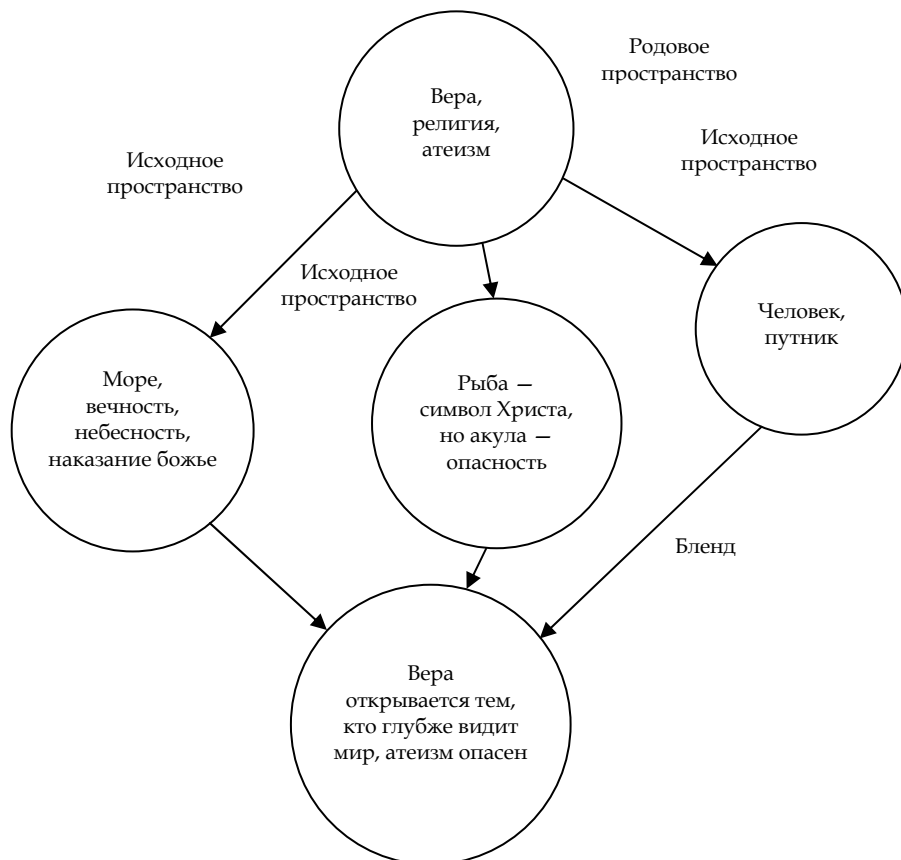 Родовое
пространство
Вера,
религия,
атеизм
Исходное
пространство
Исходное
пространство
Исходное
пространство
Человек,
путник
Море,
вечность,
небесность,
наказание божье
Рыба —
символ Христа,
но акула —
опасность
Бленд
Вера
открывается тем,
кто глубже видит
мир, атеизм опасен